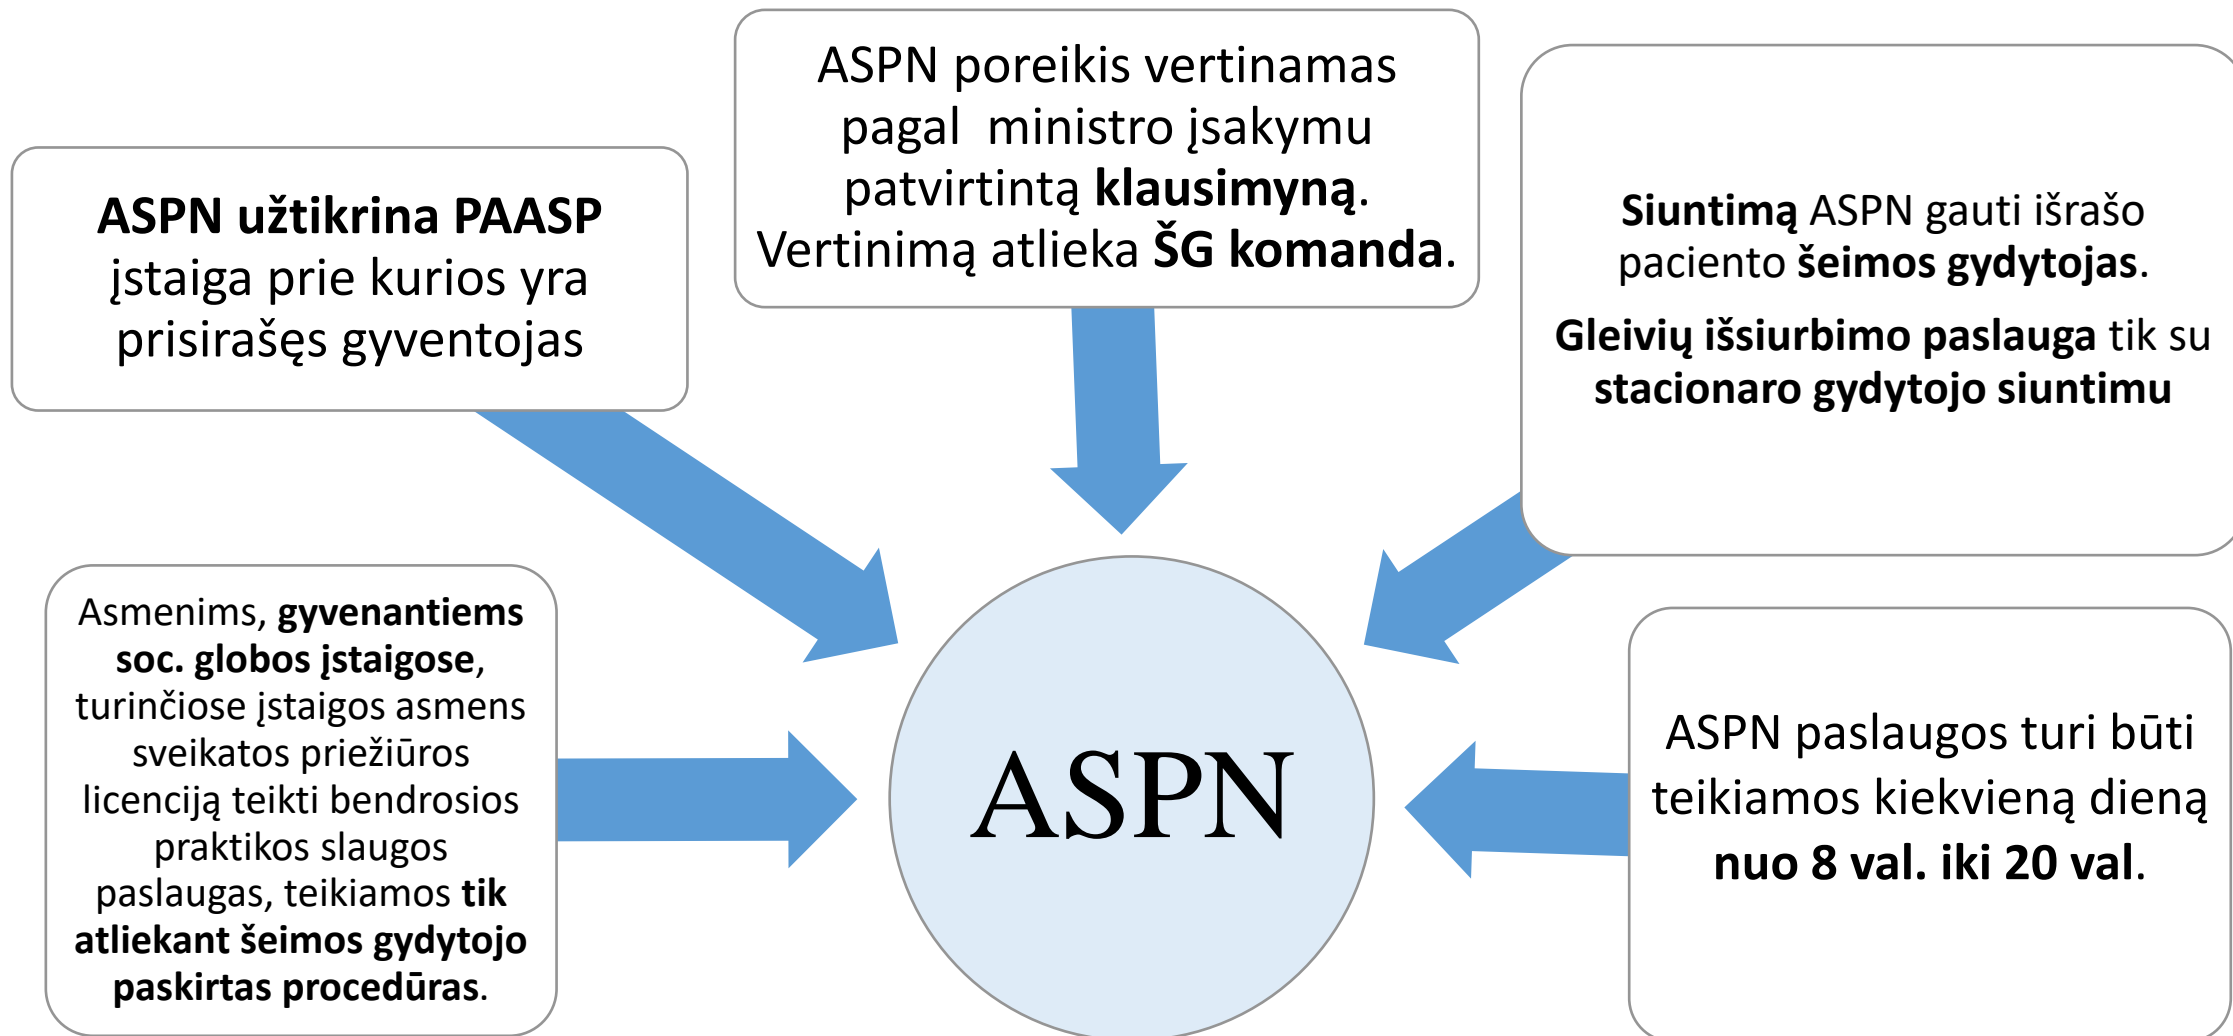 ASPN užtikrina PAASP
įstaiga prie kurios yra
prisirašęs gyventojas
ASPN poreikis vertinamas
pagal  ministro įsakymu
patvirtintą klausimyną.
Vertinimą atlieka ŠG komanda.
Siuntimą ASPN gauti išrašo
paciento šeimos gydytojas.
Gleivių išsiurbimo paslauga tik su
stacionaro gydytojo siuntimu
Asmenims, gyvenantiems
soc. globos įstaigose,
turinčiose įstaigos asmens
sveikatos priežiūros
licenciją teikti bendrosios
praktikos slaugos
paslaugas, teikiamos tik
atliekant šeimos gydytojo
paskirtas procedūras.
ASPN
ASPN paslaugos turi būti
teikiamos kiekvieną dieną
nuo 8 val. iki 20 val.